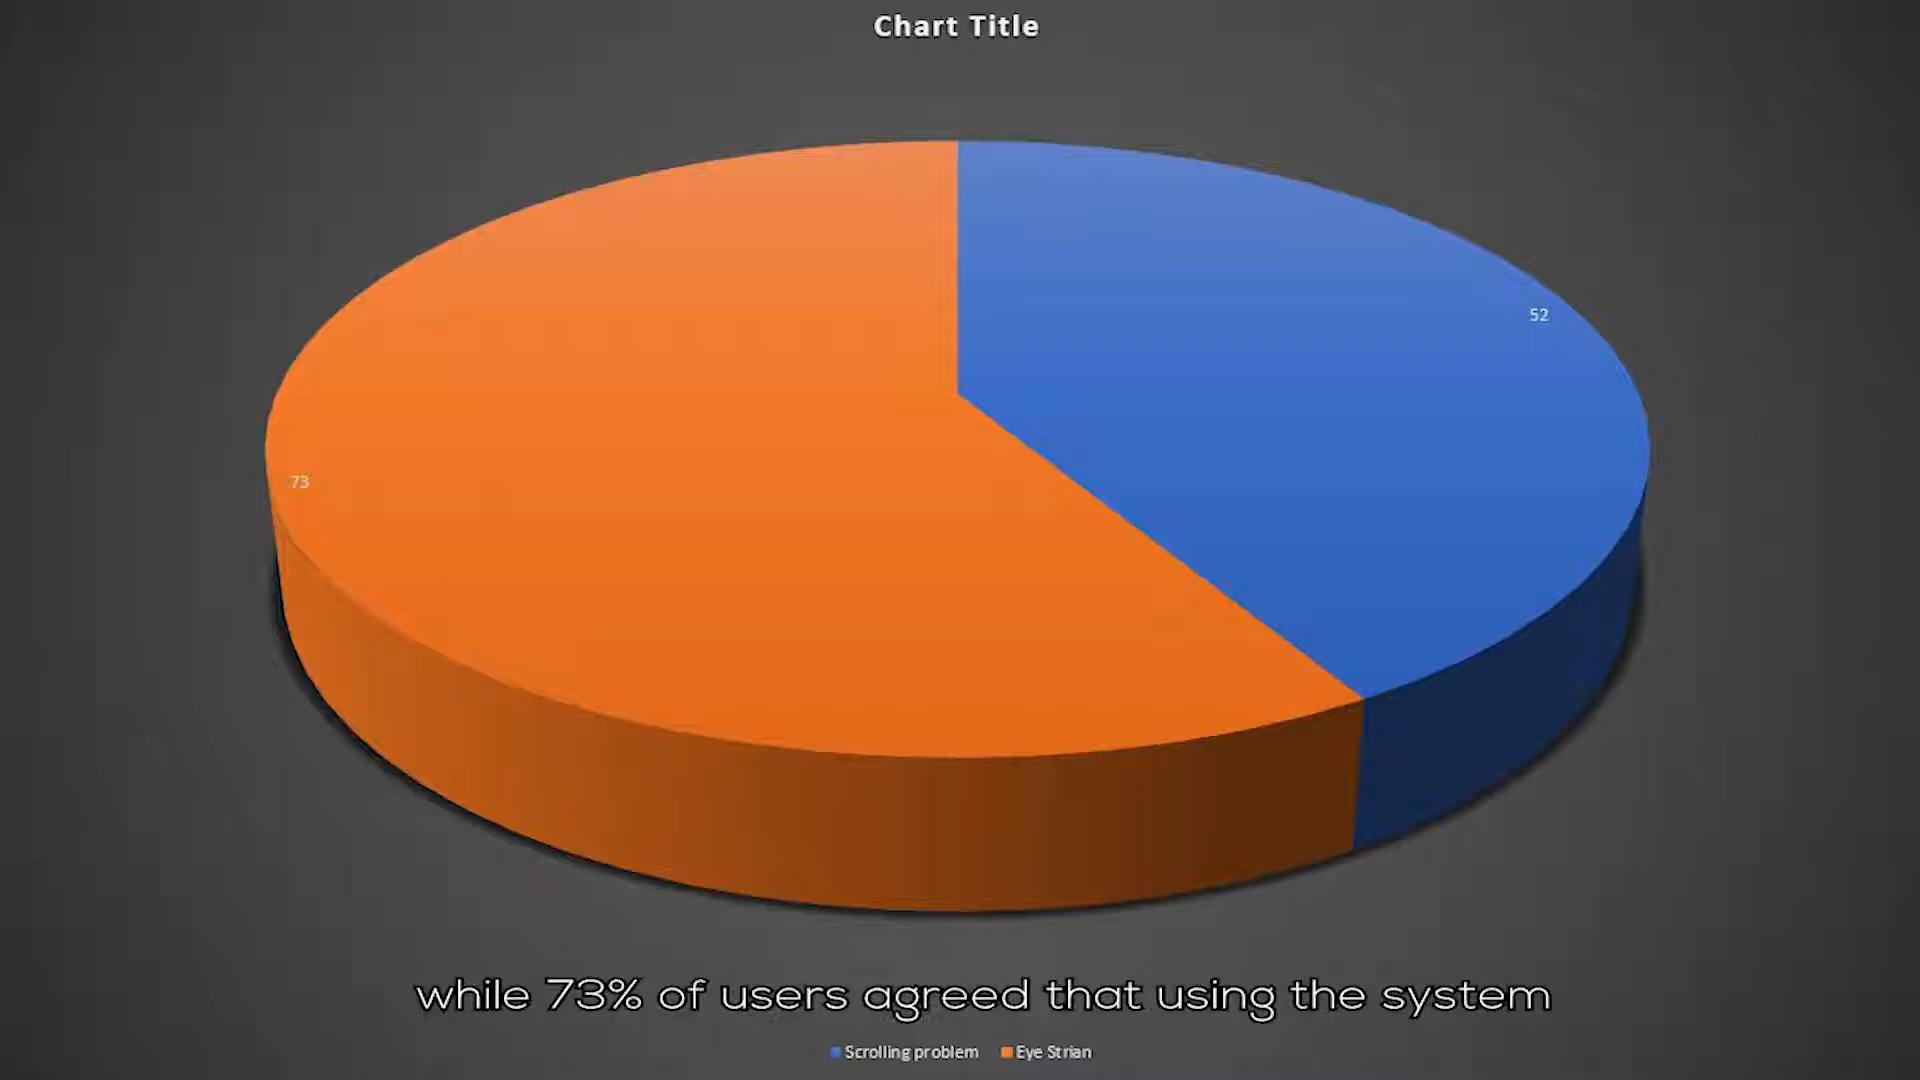 Chart Title
52
73
while 73% of users agreed that using the system
Scrolling problem Eye Strian